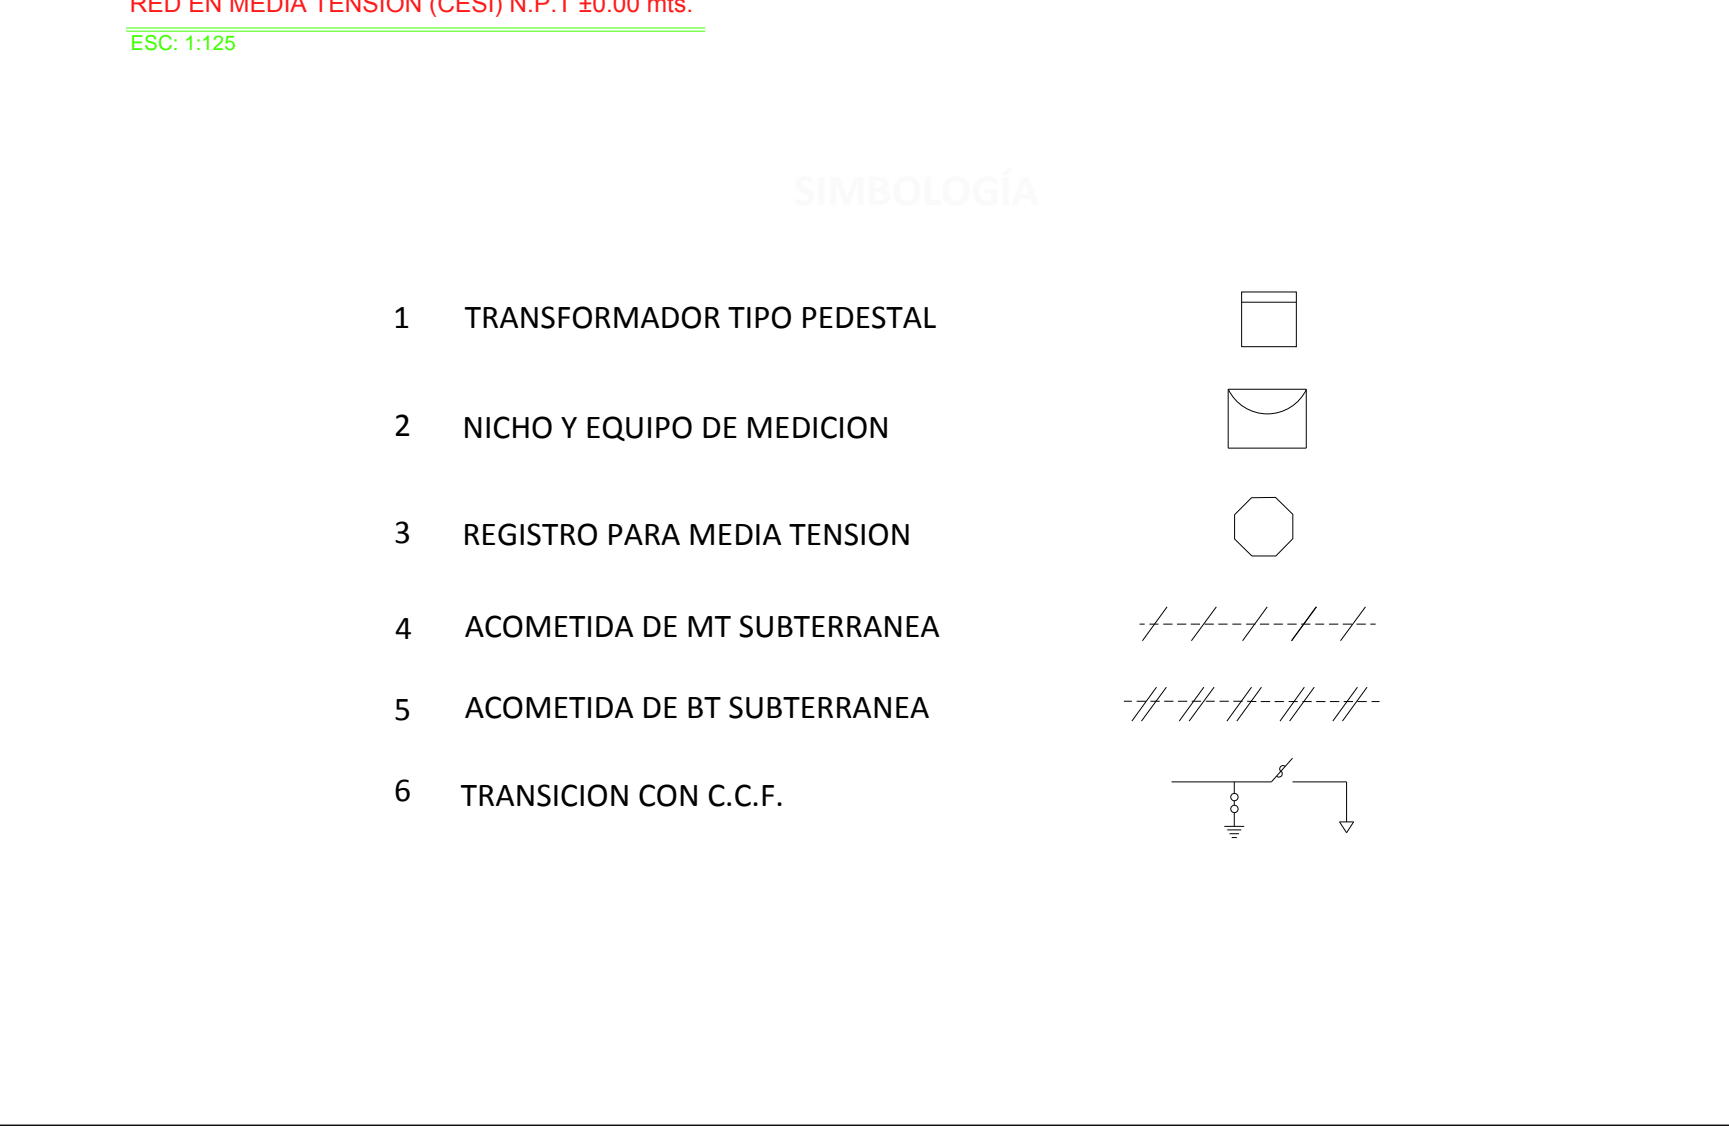 RED EN MEDIA TENSION (CESI) N.P.T ±0.00 mts.
ESC: 1:125
SIMBOLOGÍA
1 TRANSFORMADOR TIPO PEDESTAL
2 NICHO Y EQUIPO DE MEDICION
3 REGISTRO PARA MEDIA TENSION
4 ACOMETIDA DE MT SUBTERRANEA
5 ACOMETIDA DE BT SUBTERRANEA
6 TRANSICION CON C.C.F.